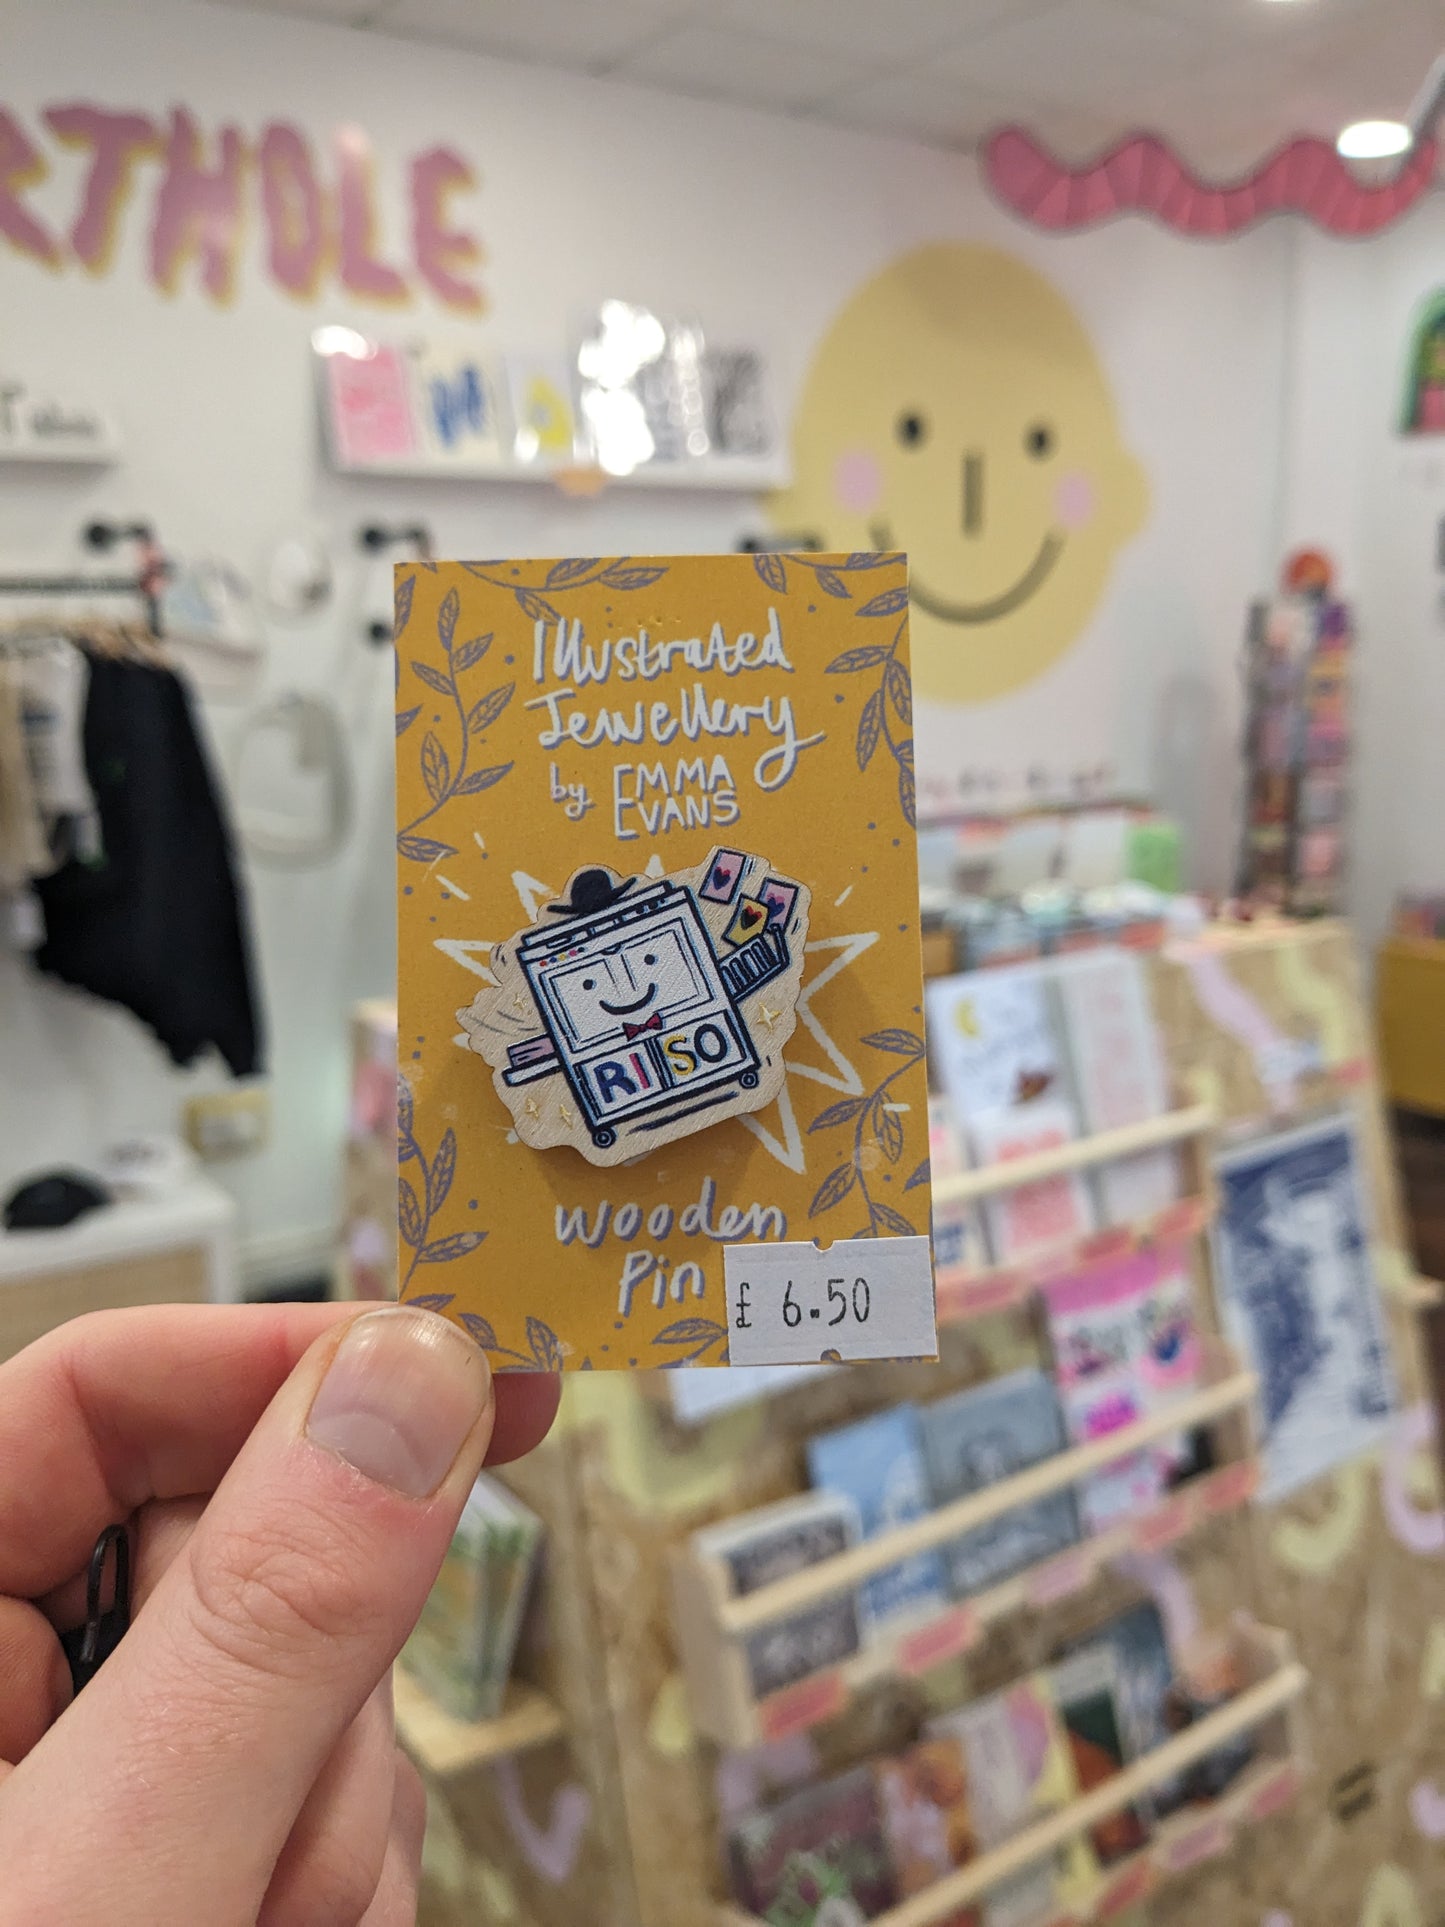 RTHOLE
Illustrated
Jewellery
by EMMA
EVANS
RISO
wooden
Pin
£ 6.50